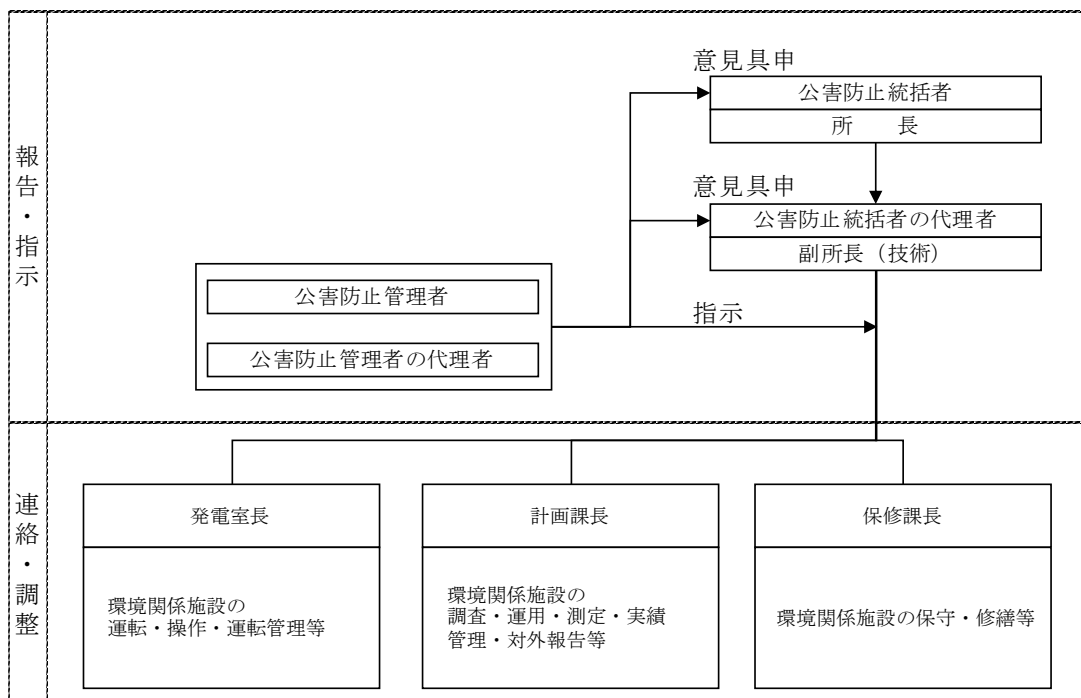 報告・指示
意見具申
公害防止統括者
所　　長
意見具申
公害防止統括者の代理者
副所長（技術）
公害防止管理者
公害防止管理者の代理者
指示
連絡・調整
発電室長
環境関係施設の
運転・操作・運転管理等
計画課長
環境関係施設の
調査・運用・測定・実績
管理・対外報告等
保修課長
環境関係施設の保守・修繕等